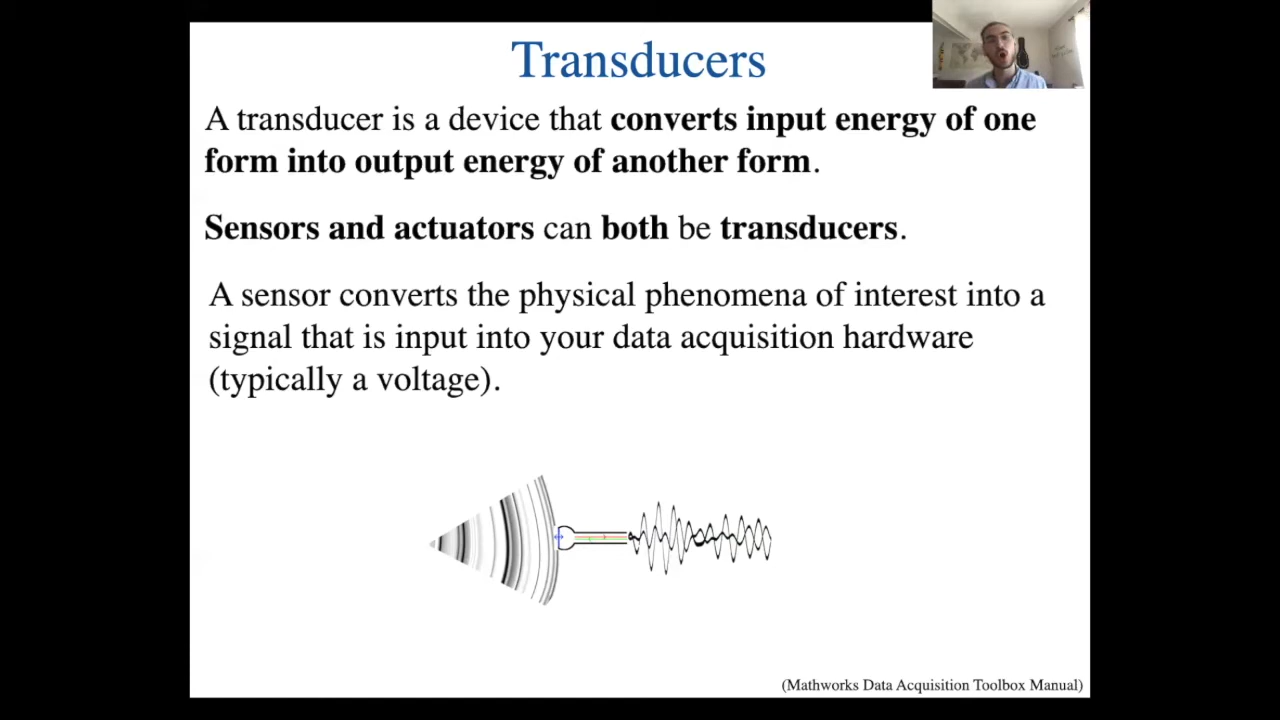 Transducers
A transducer is a device that converts input energy of one
form into output energy of another form.
Sensors and actuators can both be transducers.
A sensor converts the physical phenomena of interest into a
signal that is input into your data acquisition hardware
(typically a voltage).
(Mathworks Data Acquisition Toolbox Manual)